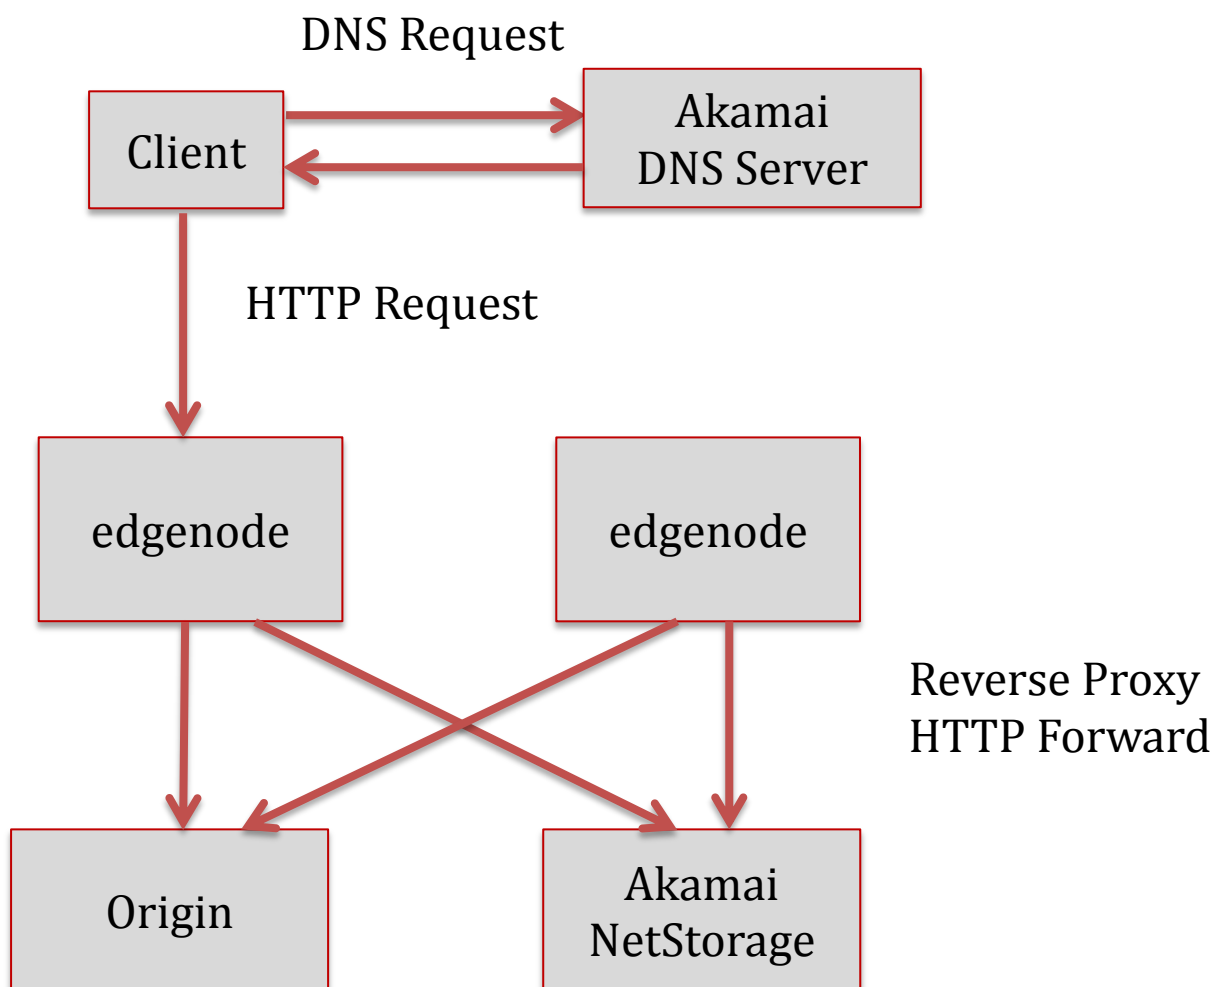 DNS Request
Client
Akamai
DNS Server
HTTP Request
edgenode
edgenode
Reverse Proxy
HTTP Forward
Origin
Akamai
NetStorage